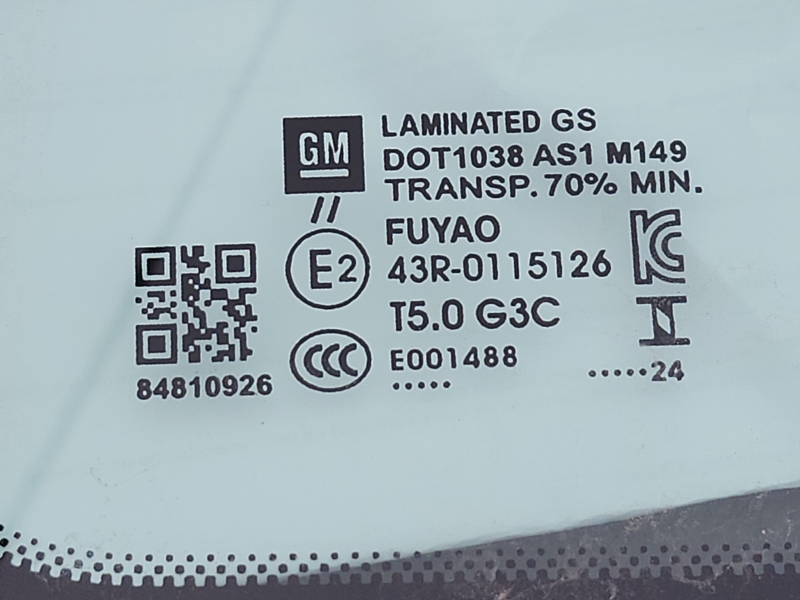 GM
LAMINATED GS
DOT1038 AS1 M149
TRANSP. 70% MIN.
//
FUYAO
E2
43R-0115126
KC
T5.0 G3C
CCC
E001488
84810926
.....
.....24